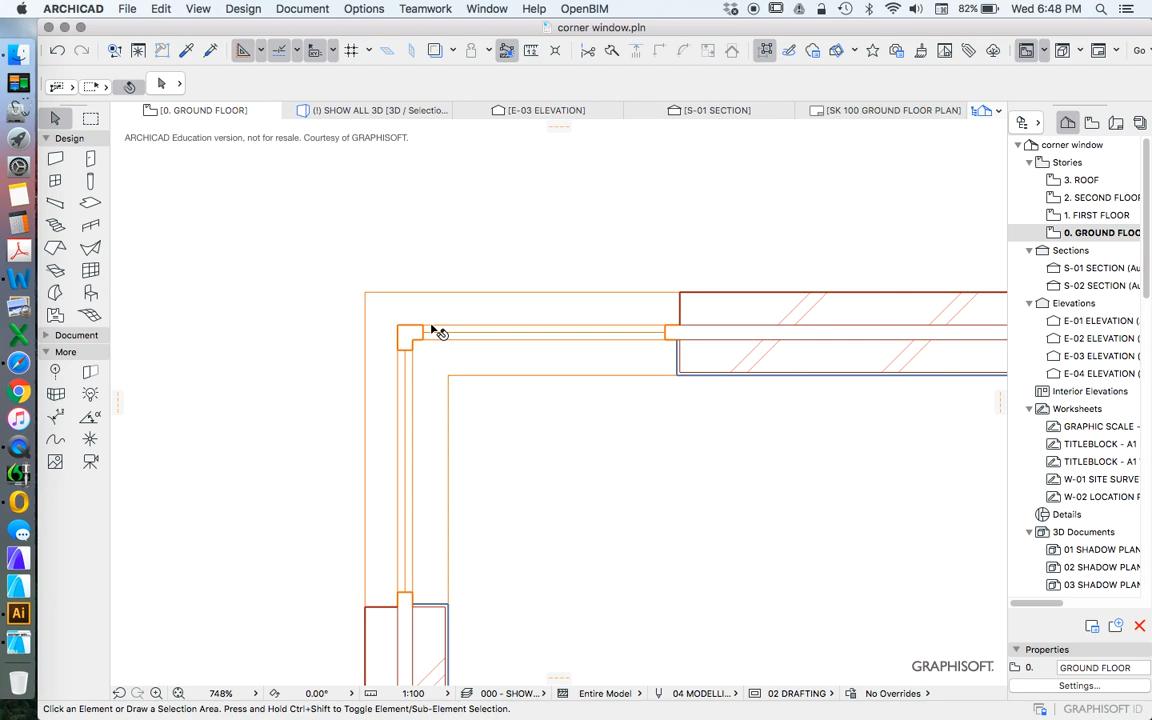 ARCHICAD File Edit View Design Document Options Teamwork Window Design Help OpenBIM 82% Wed 6:48 PM
corner window.pln
Go
[0. GROUND FLOOR] (!) SHOW ALL 3D [3D / Selectio... [E-03 ELEVATION] [S-01 SECTION] [SK 100 GROUND FLOOR PLAN]
ARCHICAD Education version, not for resale. Courtesy of GRAPHISOFT.
Design
Document
More
corner window
Stories
3. ROOF
2. SECOND FLOOR
1. FIRST FLOOR
0. GROUND FLOO
Sections
S-01 SECTION (Au
S-02 SECTION (Au
Elevations
E-01 ELEVATION (
E-02 ELEVATION (
E-03 ELEVATION (
E-04 ELEVATION (
Interior Elevations
Worksheets
GRAPHIC SCALE -
TITLEBLOCK - A1
TITLEBLOCK - A1
W-01 SITE SURVE
W-02 LOCATION P
Details
3D Documents
01 SHADOW PLAN
02 SHADOW PLAN
03 SHADOW PLAN
Properties
0. GROUND FLOOR
Settings...
GRAPHISOFT.
748% 0.00° 1:100 000 - SHOW... Entire Model 04 MODELLI... 02 DRAFTING No Overrides
Click an Element or Draw a Selection Area. Press and Hold Ctrl+Shift to Toggle Element/Sub-Element Selection.
GRAPHISOFT ID